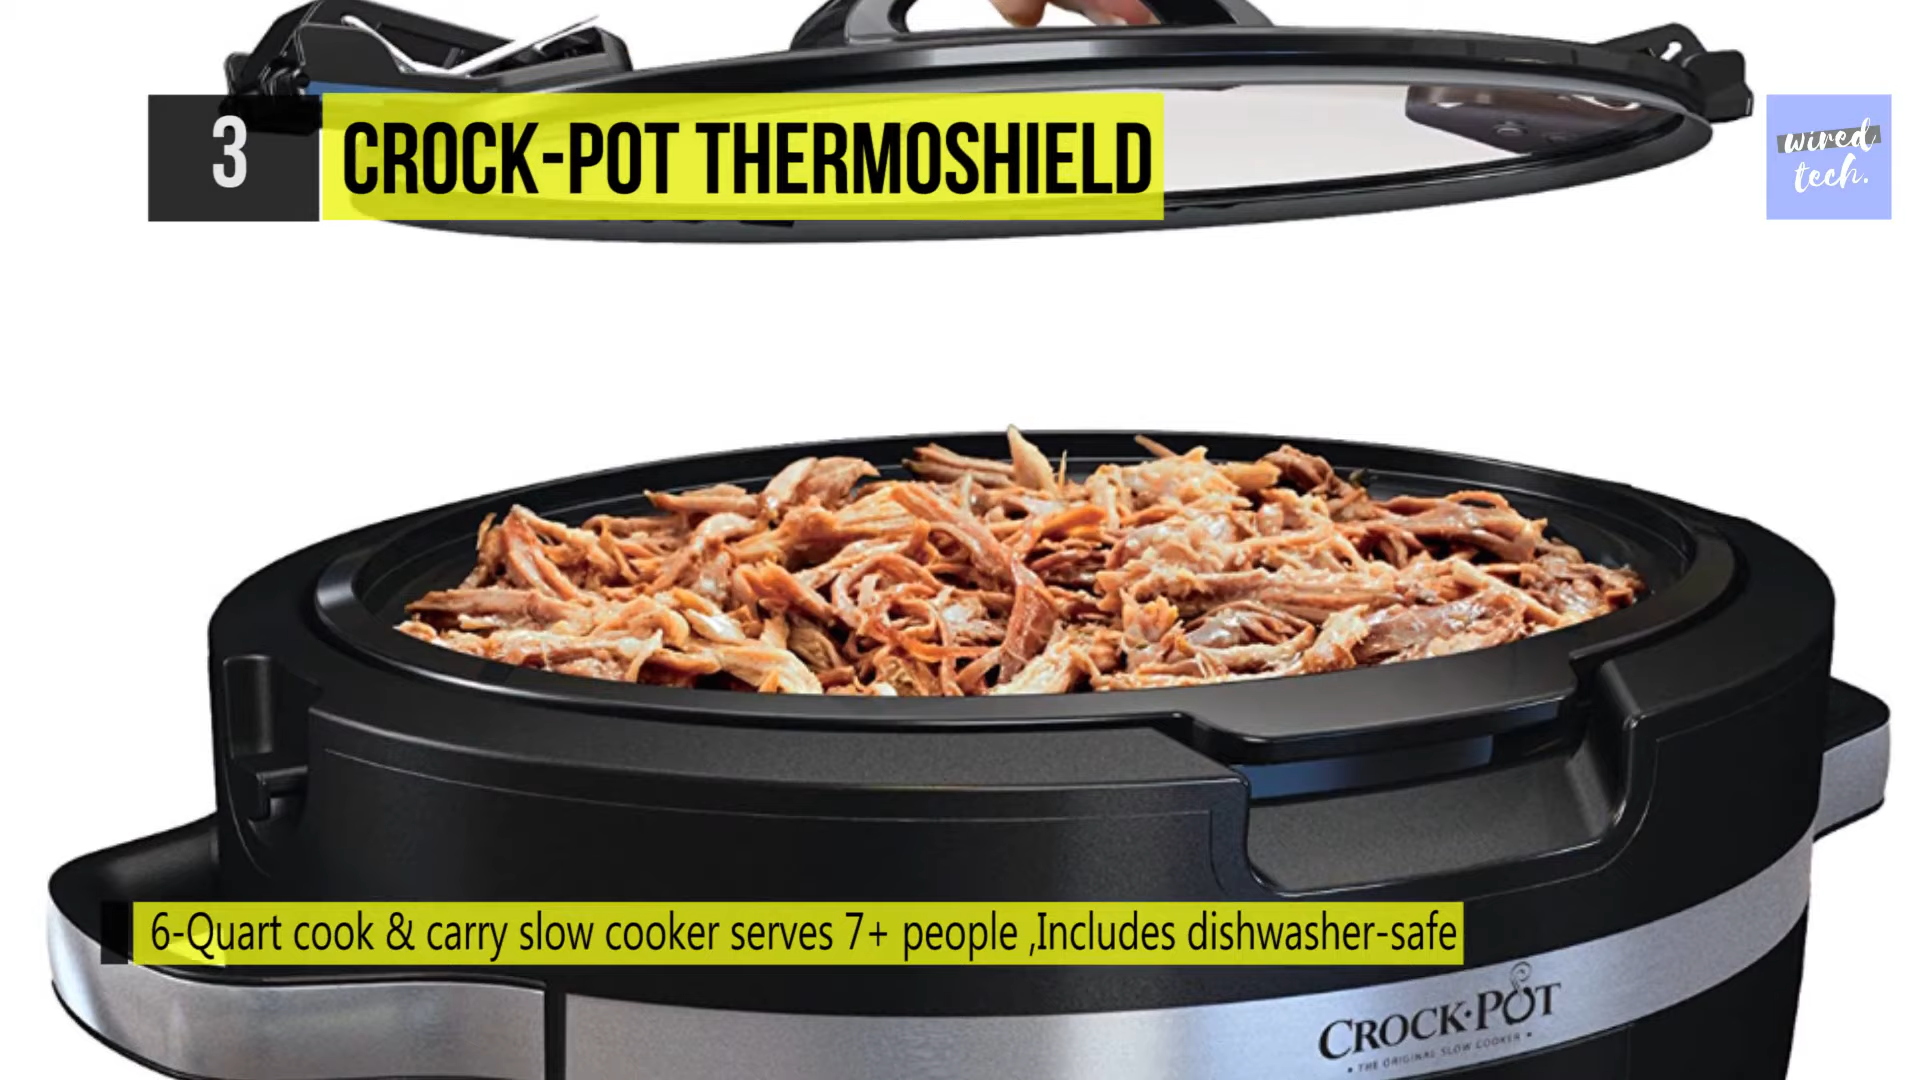 3
CROCK-POT THERMOSHIELD
wired
tech.
6-Quart cook & carry slow cooker serves 7+ people ,Includes dishwasher-safe
CROCK·POT
• THE ORIGINAL SLOW COOKER •